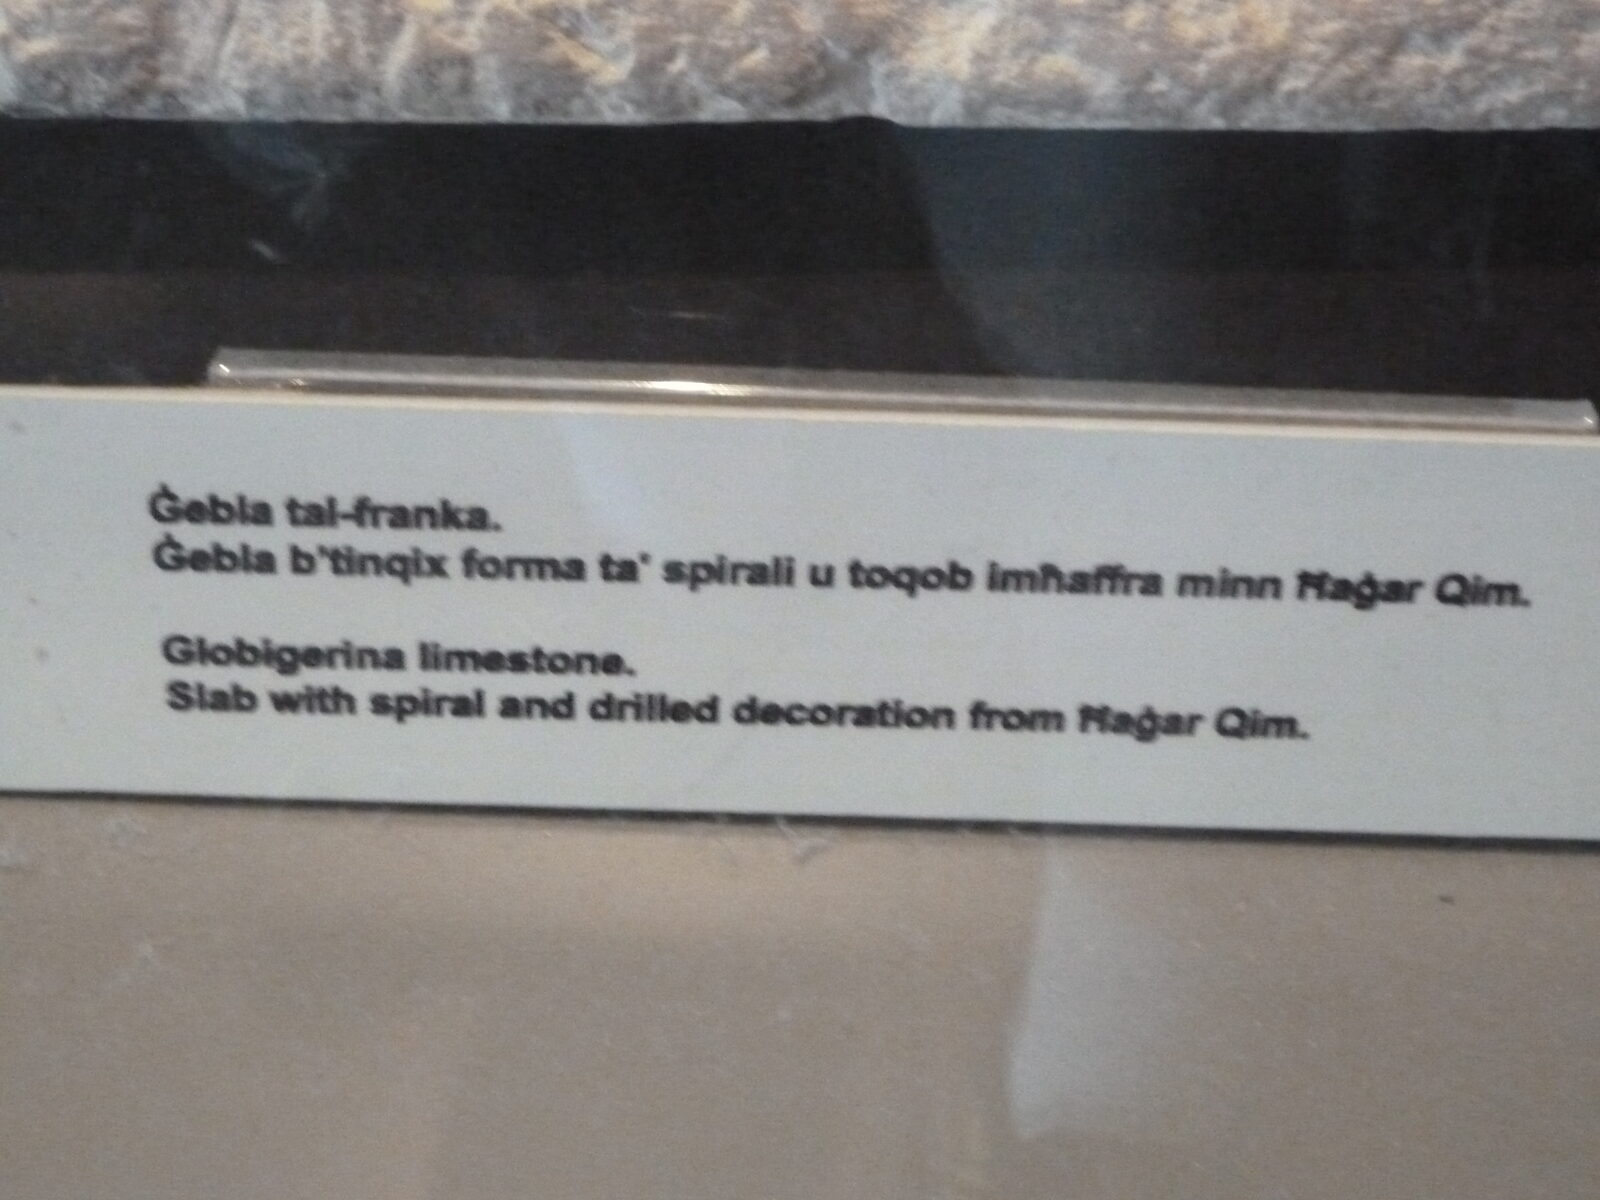 Ġebla tal-franka.
Ġebla b'tinqix forma ta' spirali u toqob imħaffra minn Ħaġar Qim.
Globigerina limestone.
Slab with spiral and drilled decoration from Ħaġar Qim.